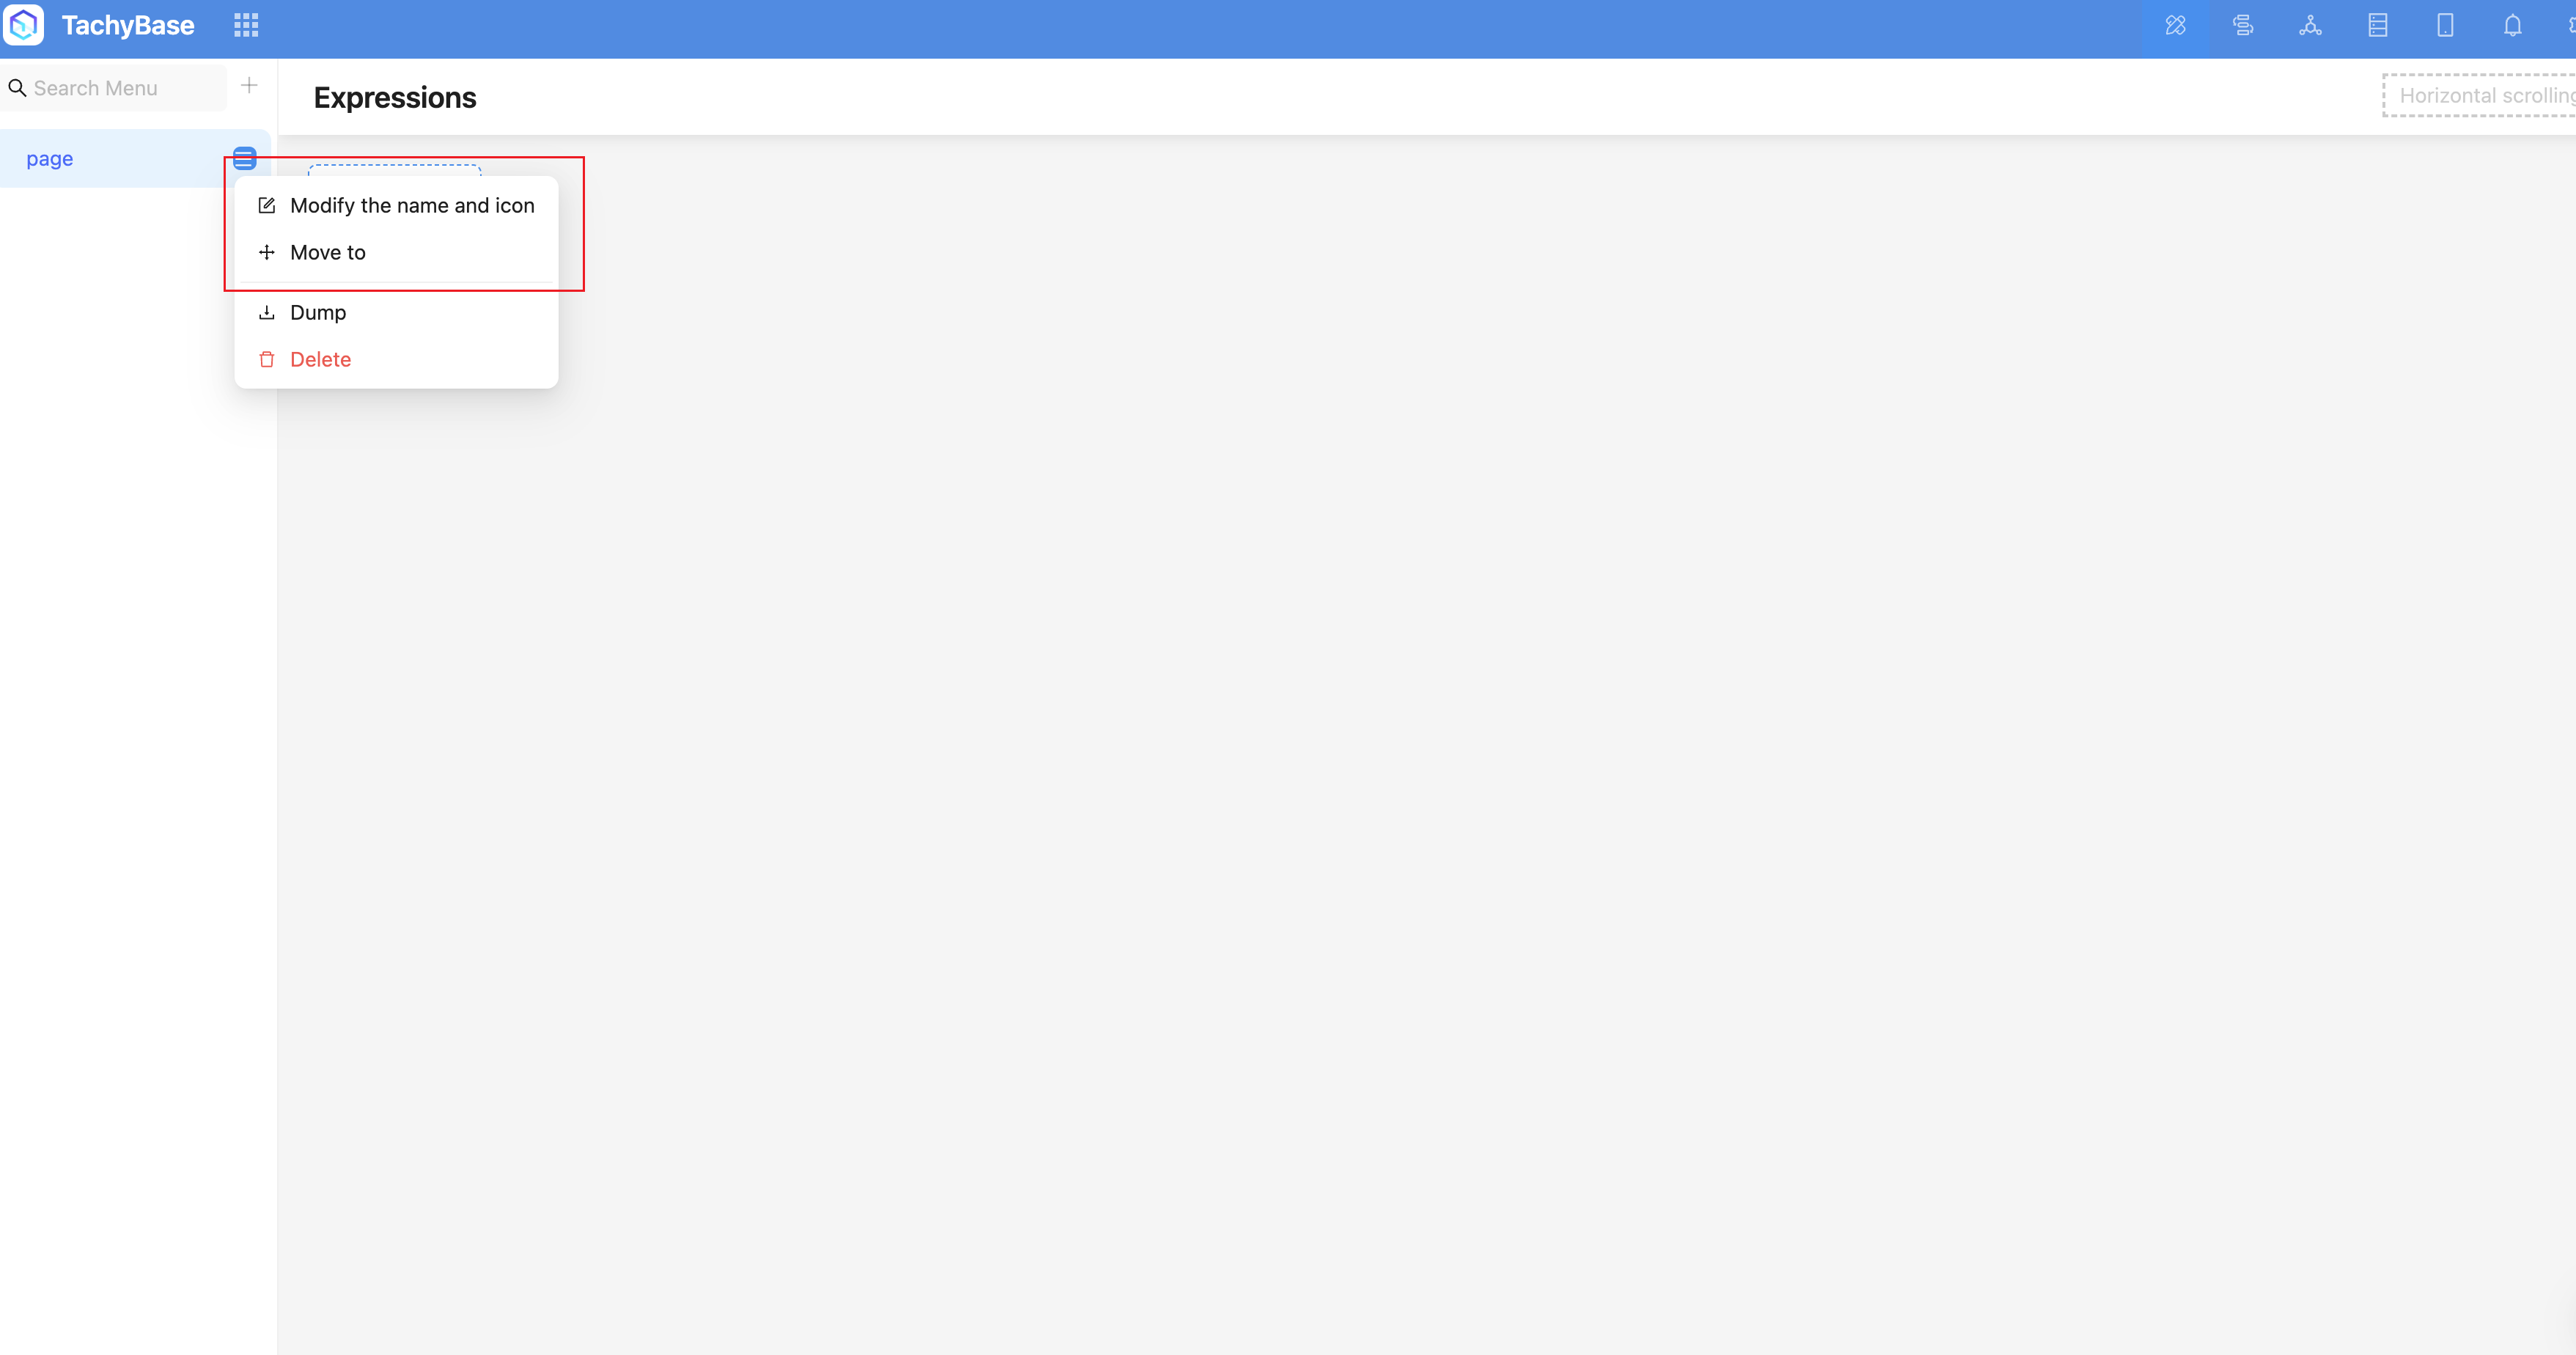 TachyBase
Search Menu
Expressions
Horizontal scrolling
page
Modify the name and icon
Move to
Dump
Delete